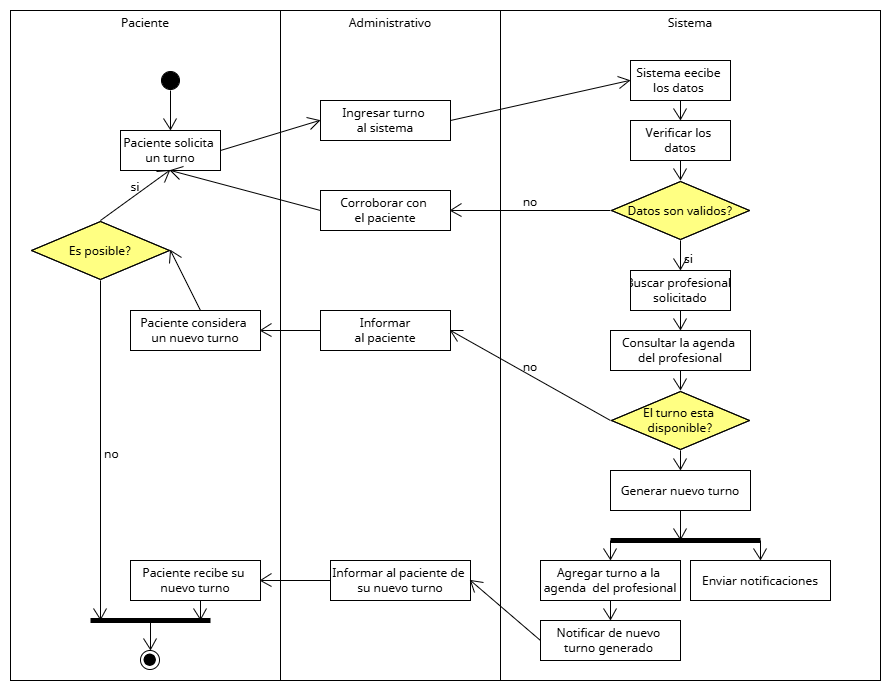 Paciente
Administrativo
Sistema
Sistema eecibe
los datos
Ingresar turno
al sistema
Verificar los
datos
Paciente solicita
un turno
si
Corroborar con
el paciente
no
Datos son validos?
Es posible?
si
Buscar profesional
solicitado
Paciente considera
un nuevo turno
Informar
al paciente
Consultar la agenda
del profesional
no
El turno esta
disponible?
no
Generar nuevo turno
Paciente recibe su
nuevo turno
Informar al paciente de
su nuevo turno
Agregar turno a la
agenda del profesional
Enviar notificaciones
Notificar de nuevo
turno generado